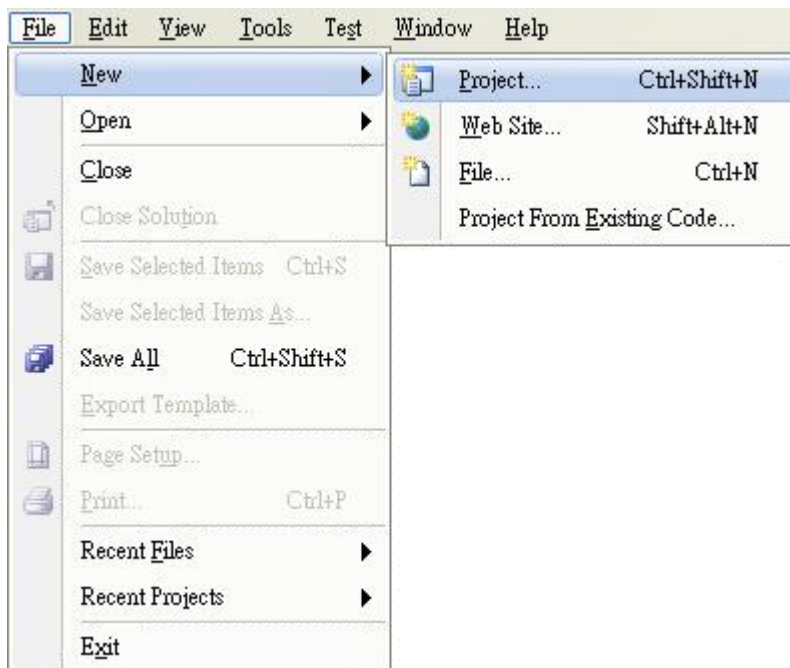 File Edit View Tools Test Window Help
New
Open
Close
Close Solution
Save Selected Items Ctrl+S
Save Selected Items As...
Save All Ctrl+Shift+S
Export Template...
Page Setup...
Print... Ctrl+P
Recent Files
Recent Projects
Exit
Project... Ctrl+Shift+N
Web Site... Shift+Alt+N
File... Ctrl+N
Project From Existing Code...